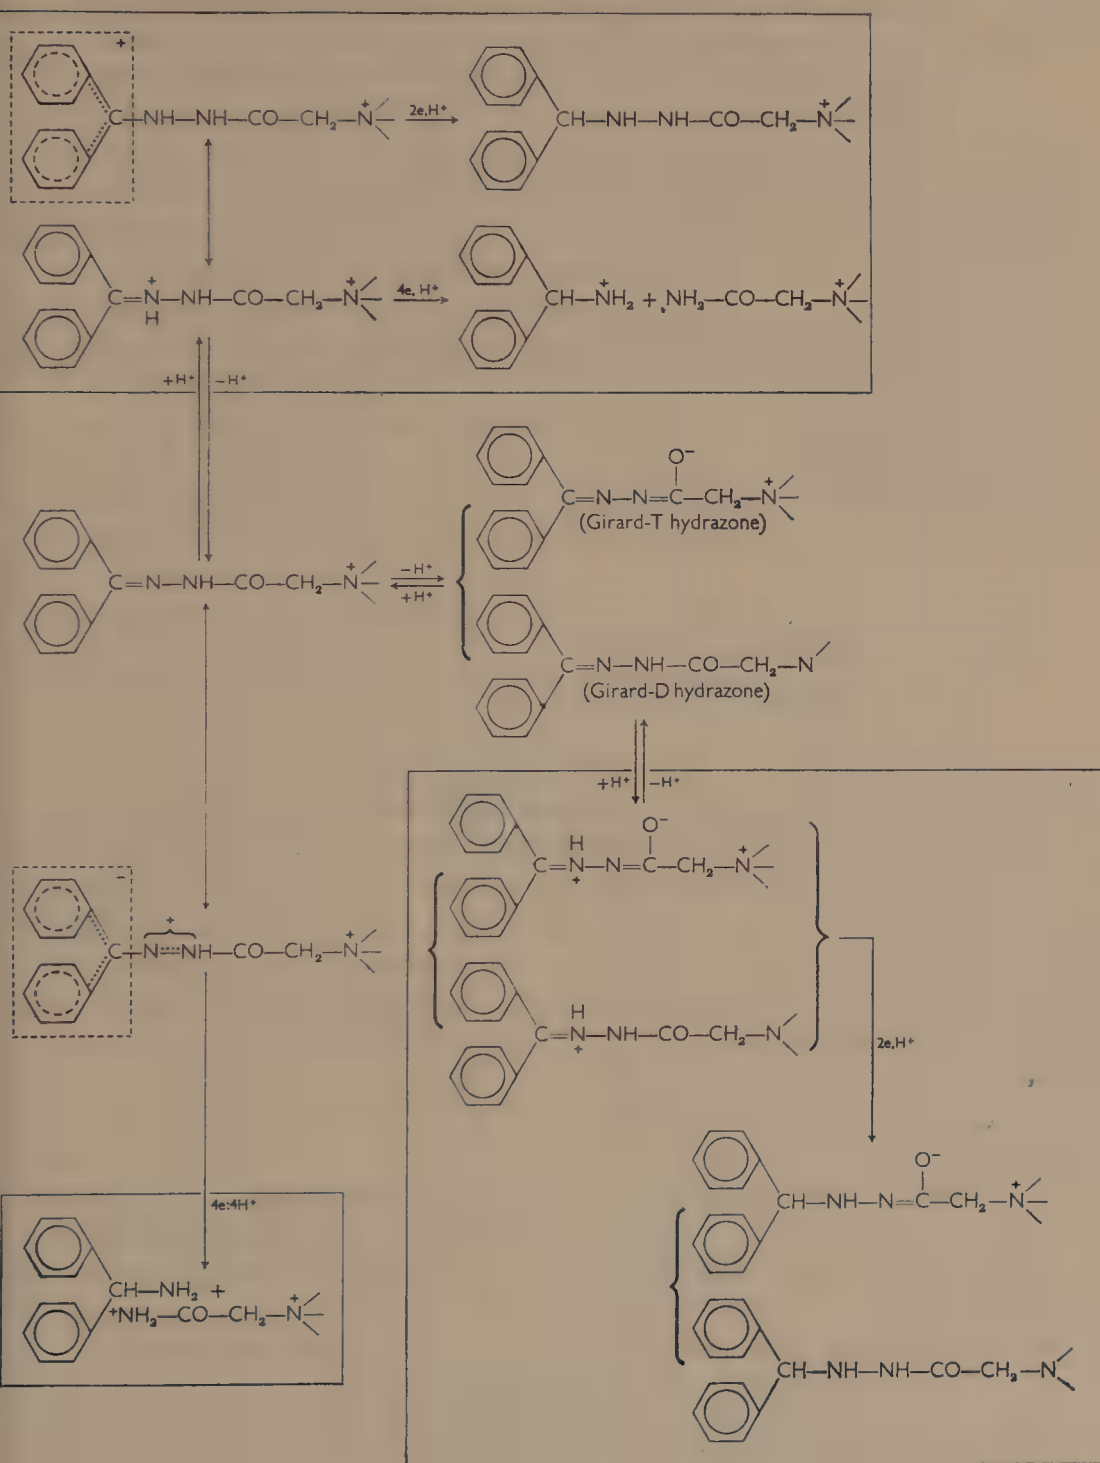 +
C—NH—NH—CO—CH₂—N⁺ 2e,H⁺ CH—NH—NH—CO—CH₂—N⁺
C=N⁺—NH—CO—CH₂—N⁺ 4e, H⁺ CH—N⁺H₂ + NH₂—CO—CH₂—N⁺
H
+H⁺ −H⁺
O⁻
C=N—N=C—CH₂—N⁺
(Girard-T hydrazone)
C=N—NH—CO—CH₂—N⁺ −H⁺
+H⁺
C=N—NH—CO—CH₂—N
(Girard-D hydrazone)
+H⁺ −H⁺
O⁻
H
C=N—N=C—CH₂—N⁺
+
−
+
C—N=NH—CO—CH₂—N⁺
H
C=N—NH—CO—CH₂—N
+
2e,H⁺
O⁻
CH—NH—N=C—CH₂—N⁺
4e:4H⁺
CH—NH₂ +
⁺NH₂—CO—CH₂—N⁺
CH—NH—NH—CO—CH₂—N